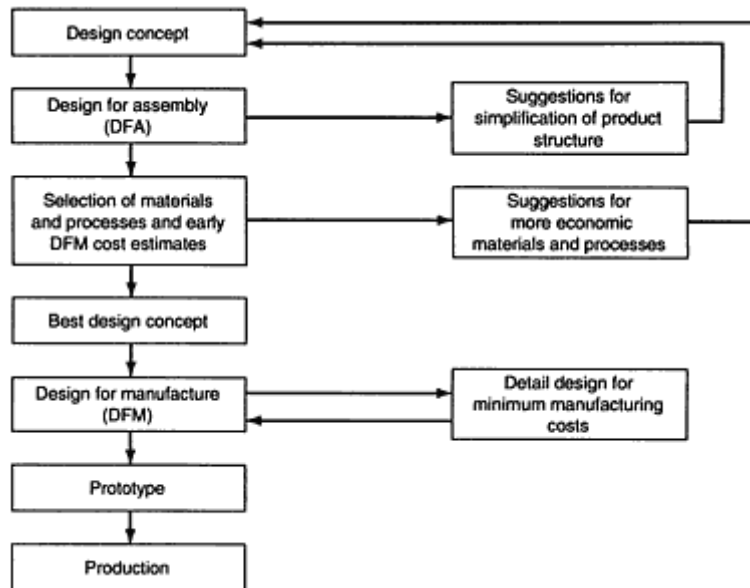 Design concept
Design for assembly
(DFA)
Suggestions for
simplification of product
structure
Selection of materials
and processes and early
DFM cost estimates
Suggestions for
more economic
materials and processes
Best design concept
Design for manufacture
(DFM)
Detail design for
minimum manufacturing
costs
Prototype
Production